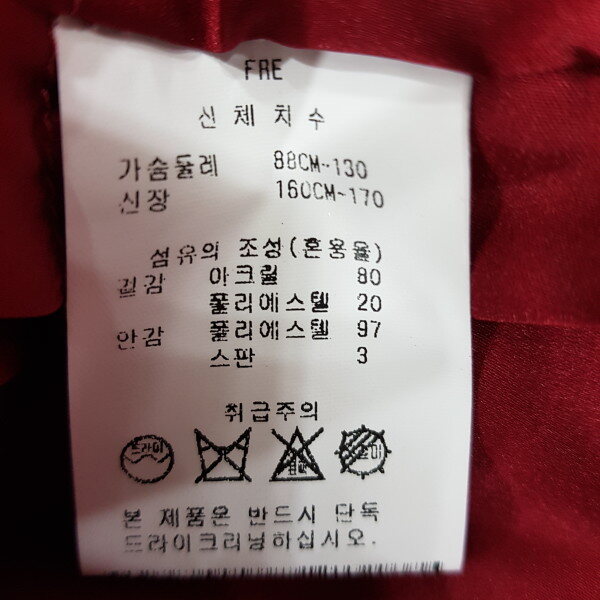 FRE
신체치수
가슴둘레 88CM~130
신장 160CM~170
섬유의 조성(혼용율)
겉감 아크릴 80
폴리에스텔 20
안감 폴리에스텔 97
스판 3
취급주의
드라이
본 제품은 반드시 단독
드라이크리닝하십시오.